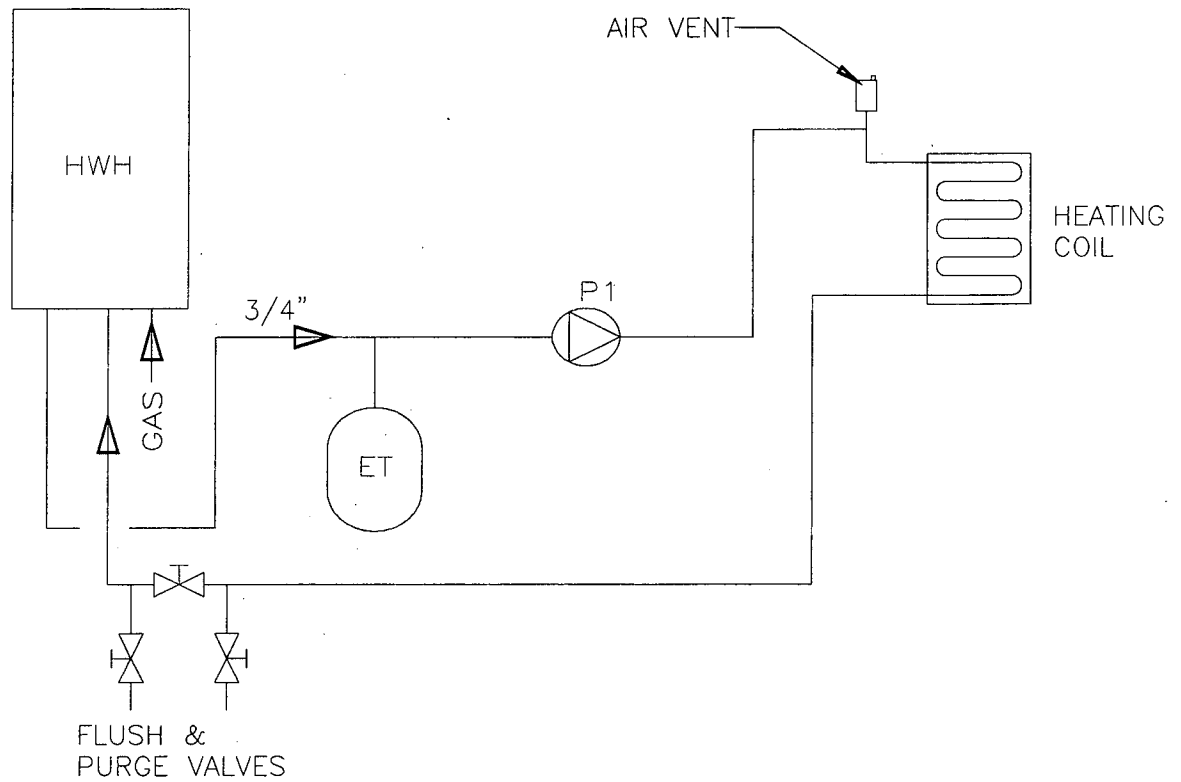 AIR VENT
HWH
HEATING
COIL
3/4"
P1
GAS
ET
FLUSH &
PURGE VALVES